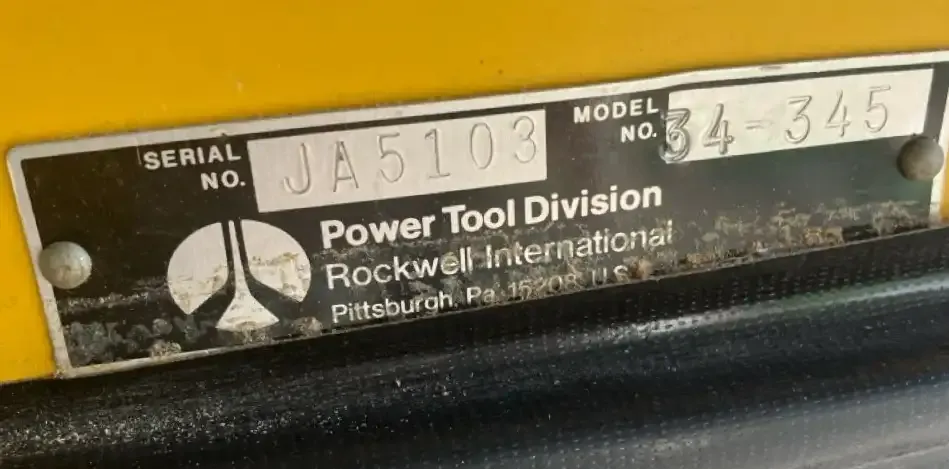 SERIAL NO. JA5103
MODEL NO. 34-345
Power Tool Division
Rockwell International
Pittsburgh, Pa 15208 U.S.